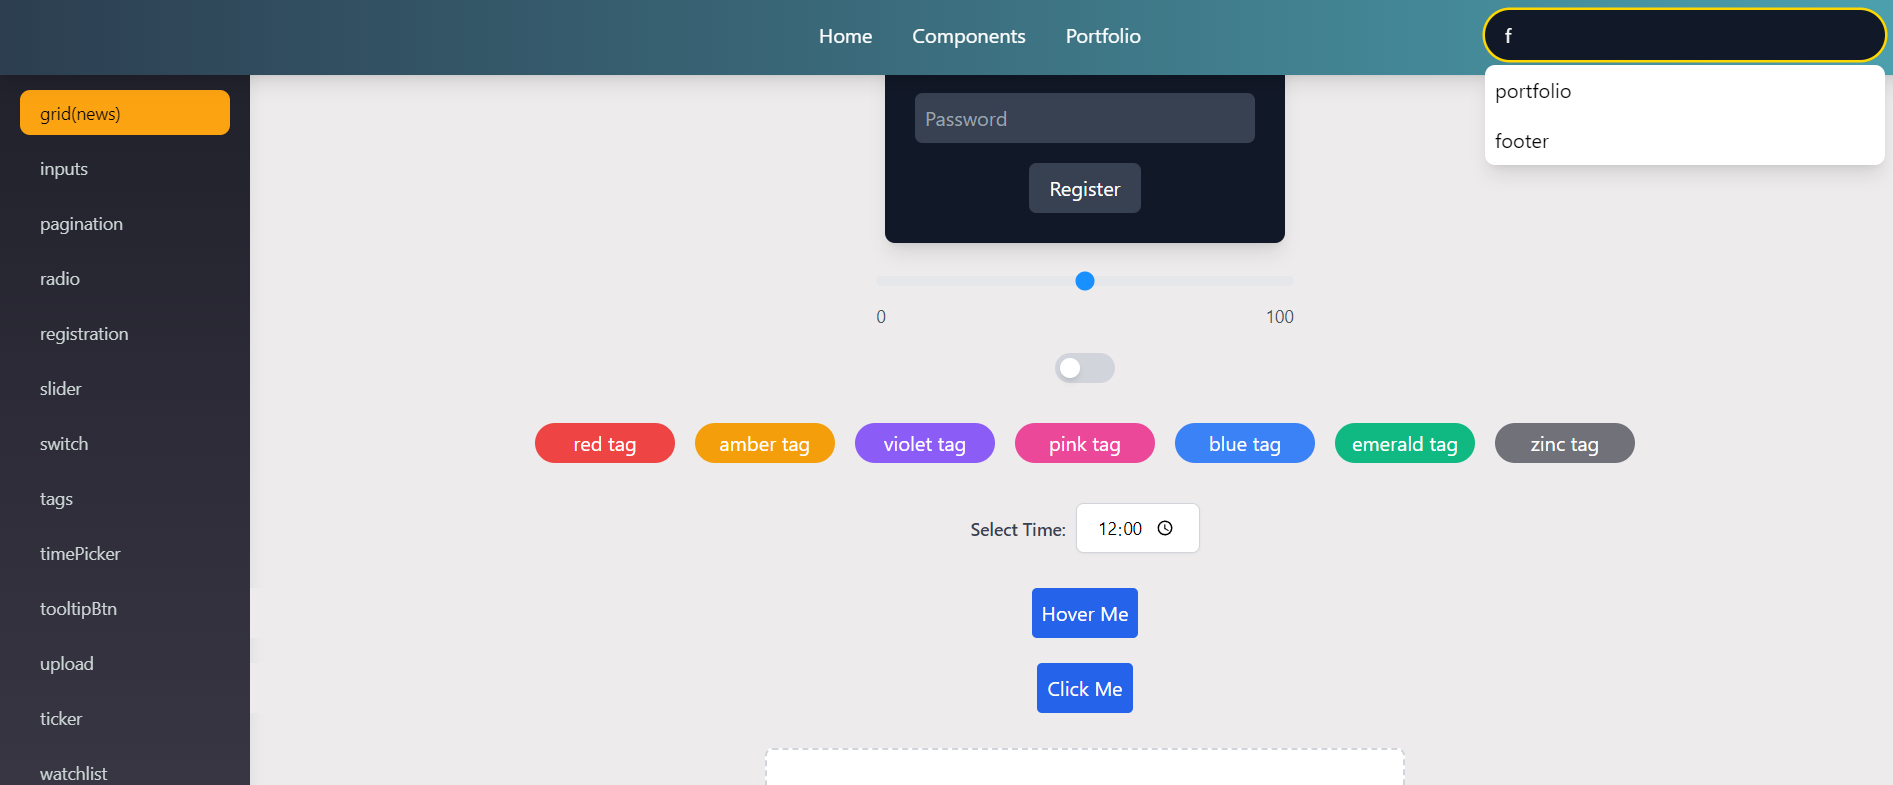 Home Components Portfolio
f
portfolio
footer
grid(news)
inputs
pagination
radio
registration
slider
switch
tags
timePicker
tooltipBtn
upload
ticker
watchlist
Password
Register
0 100
red tag amber tag violet tag pink tag blue tag emerald tag zinc tag
Select Time: 12:00
Hover Me
Click Me